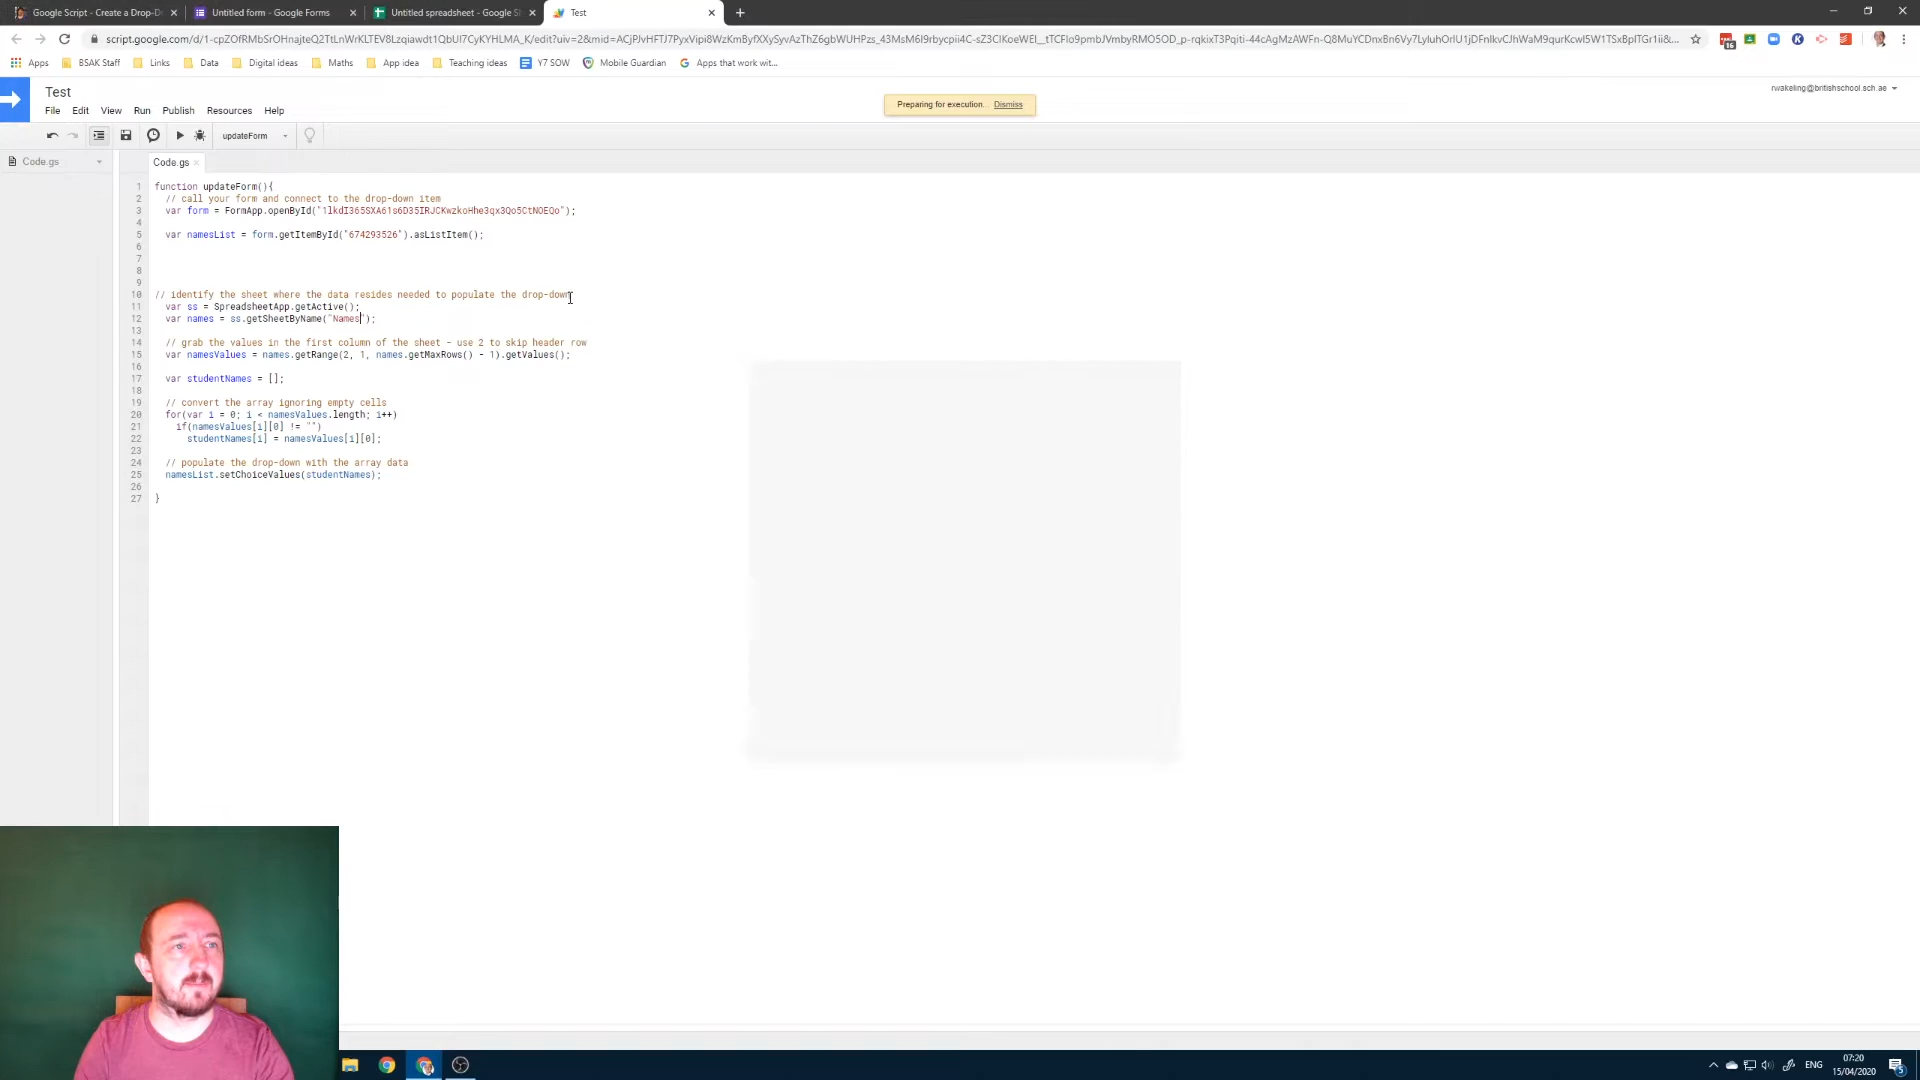 Google Script - Create a Drop-D
Untitled form - Google Forms
Untitled spreadsheet - Google S
Test
Apps
BSAK Staff
Links
Data
Digital ideas
Maths
App idea
Teaching ideas
Y7 SOW
Mobile Guardian
Apps that work wit...
16
Test
rwakeling@britishschool.sch.ae
Preparing for execution... Dismiss
File Edit View Run Publish Resources Help
updateForm
Code.gs
Code.gs
1 function updateForm(){
2 // call your form and connect to the drop-down item
3 var form = FormApp.openById("1lkdI365SXA61s6D35IRJCKwzkoHhe3qx3Qo5CtNOEQo");
4
5 var namesList = form.getItemById("674293526").asListItem();
6
7
8
9
10 // identify the sheet where the data resides needed to populate the drop-down
11 var ss = SpreadsheetApp.getActive();
12 var names = ss.getSheetByName("Names");
13
14 // grab the values in the first column of the sheet - use 2 to skip header row
15 var namesValues = names.getRange(2, 1, names.getMaxRows() - 1).getValues();
16
17 var studentNames = [];
18
19 // convert the array ignoring empty cells
20 for(var i = 0; i < namesValues.length; i++)
21 if(namesValues[i][0] != "")
22 studentNames[i] = namesValues[i][0];
23
24 // populate the drop-down with the array data
25 namesList.setChoiceValues(studentNames);
26
27 }
ENG
07:20
15/04/2020
5